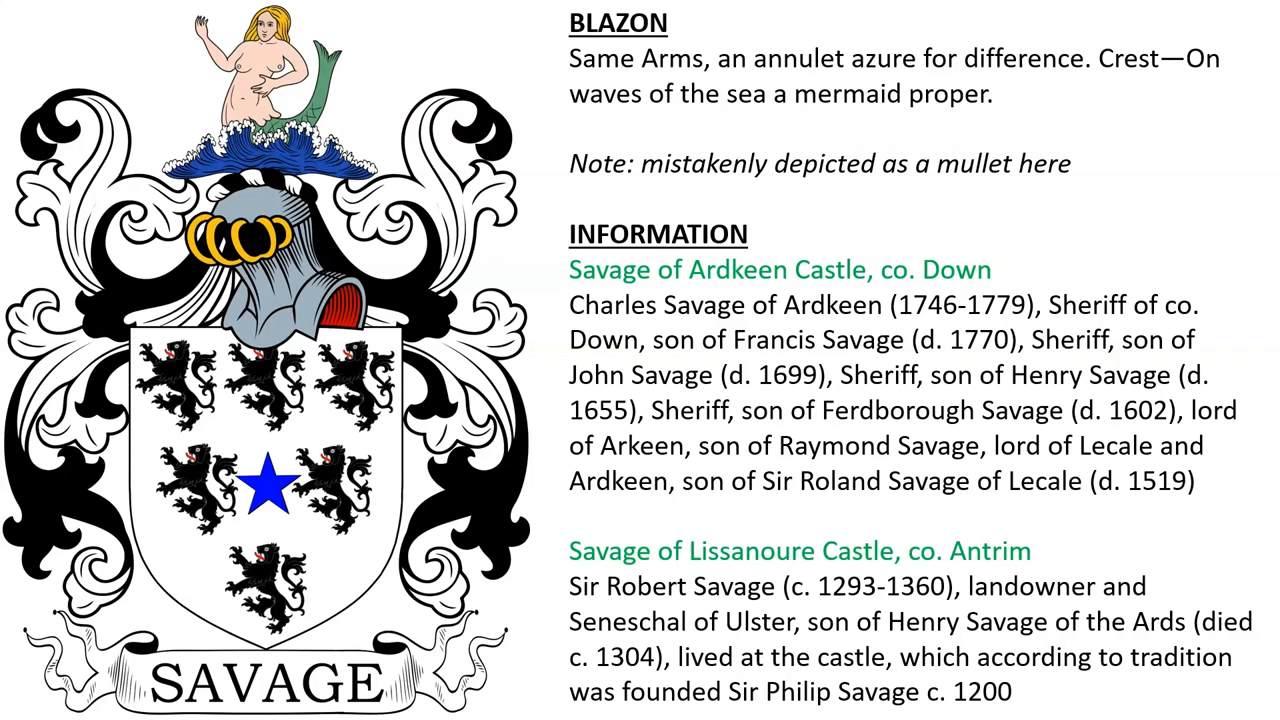 BLAZON
Same Arms, an annulet azure for difference. Crest—On
waves of the sea a mermaid proper.
Note: mistakenly depicted as a mullet here
INFORMATION
Savage of Ardkeen Castle, co. Down
Charles Savage of Ardkeen (1746-1779), Sheriff of co.
Down, son of Francis Savage (d. 1770), Sheriff, son of
John Savage (d. 1699), Sheriff, son of Henry Savage (d.
1655), Sheriff, son of Ferdborough Savage (d. 1602), lord
of Arkeen, son of Raymond Savage, lord of Lecale and
Ardkeen, son of Sir Roland Savage of Lecale (d. 1519)
Savage of Lissanoure Castle, co. Antrim
Sir Robert Savage (c. 1293-1360), landowner and
Seneschal of Ulster, son of Henry Savage of the Ards (died
c. 1304), lived at the castle, which according to tradition
was founded Sir Philip Savage c. 1200
SAVAGE